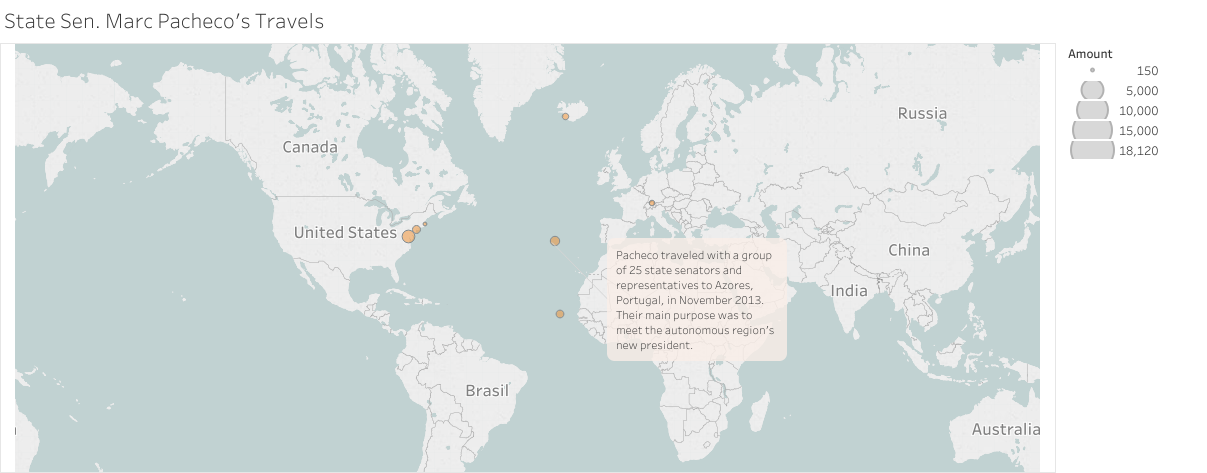 State Sen. Marc Pacheco's Travels
Amount
150
5,000
10,000
15,000
18,120
Russia
Canada
United States
China
India
Pacheco traveled with a group
of 25 state senators and
representatives to Azores,
Portugal, in November 2013.
Their main purpose was to
meet the autonomous region's
new president.
Brasil
Australia